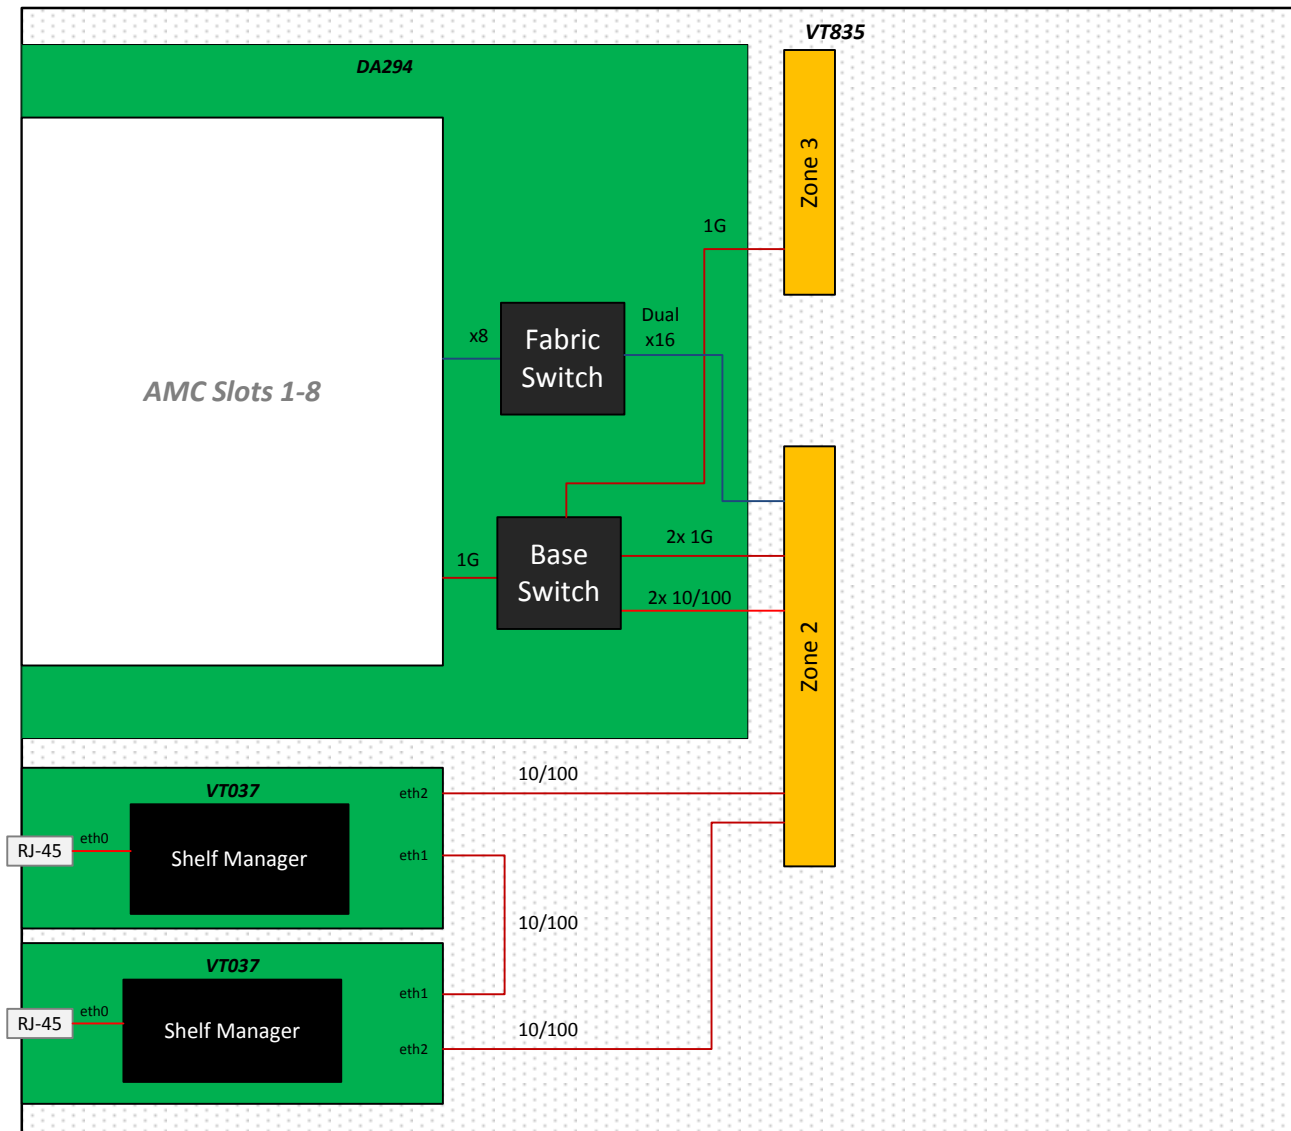 VT835
DA294
Zone 3
1G
x8
Fabric
Switch
Dual
x16
AMC Slots 1-8
1G
Base
Switch
2x 1G
2x 10/100
Zone 2
10/100
VT037
eth2
RJ-45
eth0
Shelf Manager
eth1
10/100
VT037
eth1
RJ-45
eth0
Shelf Manager
eth2
10/100